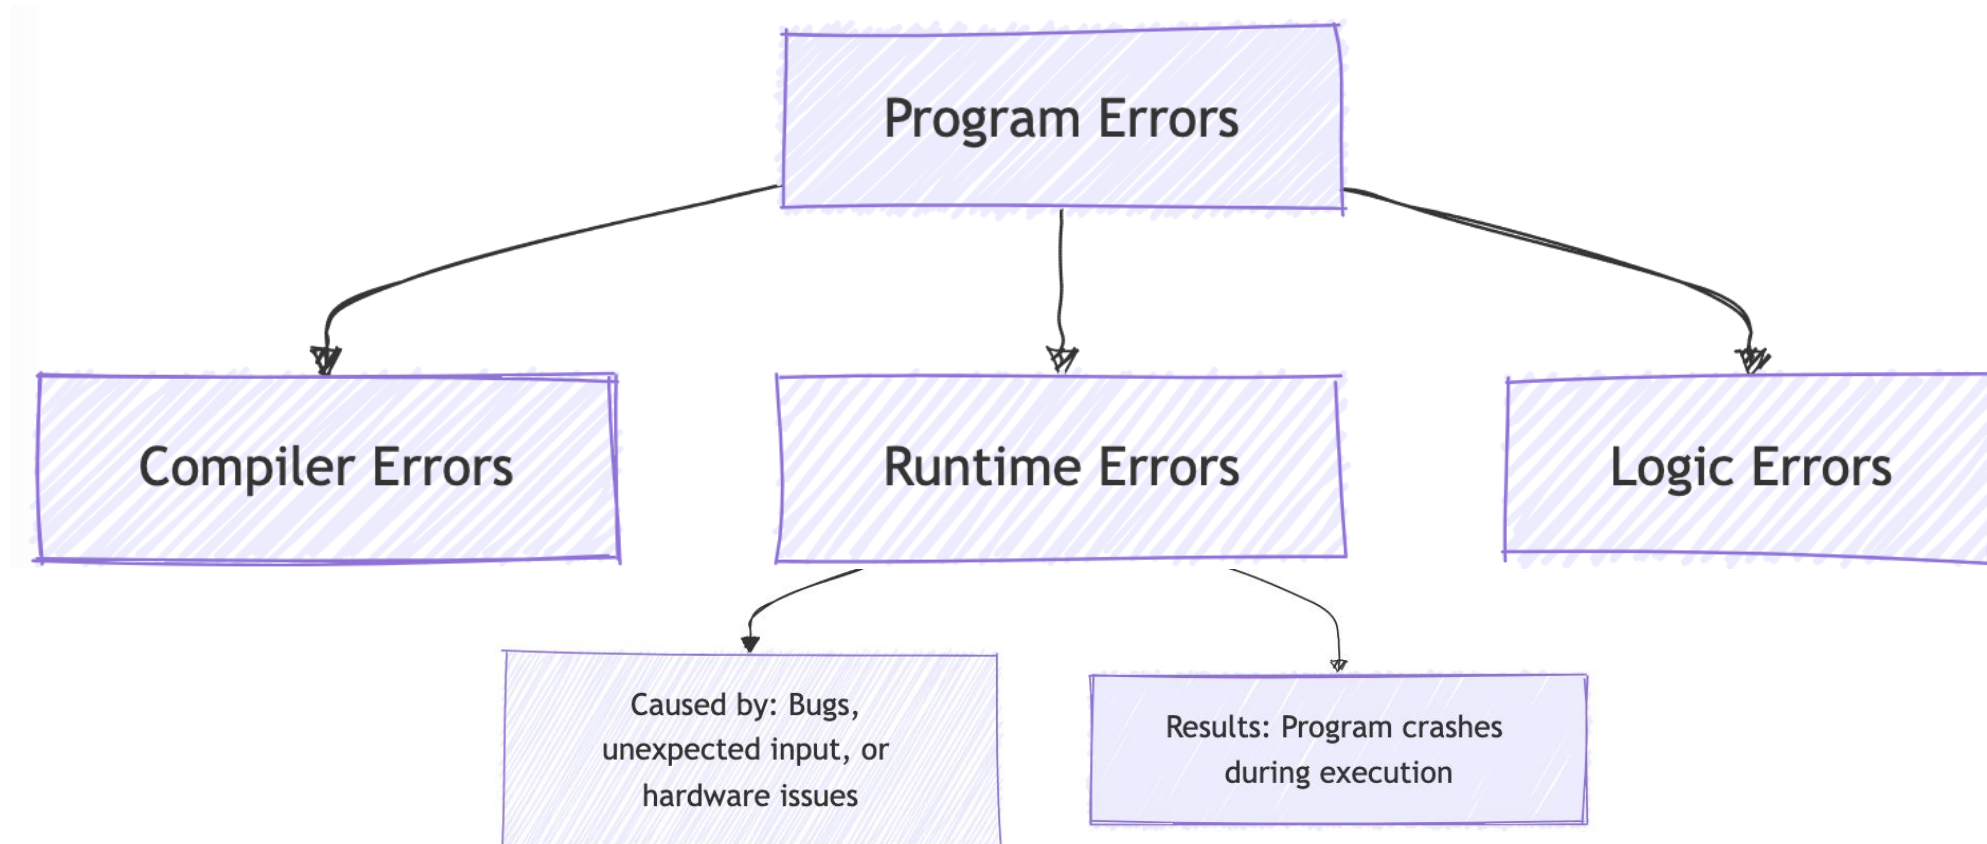 Program Errors
Compiler Errors
Runtime Errors
Logic Errors
Caused by: Bugs,
unexpected input, or
hardware issues
Results: Program crashes
during execution